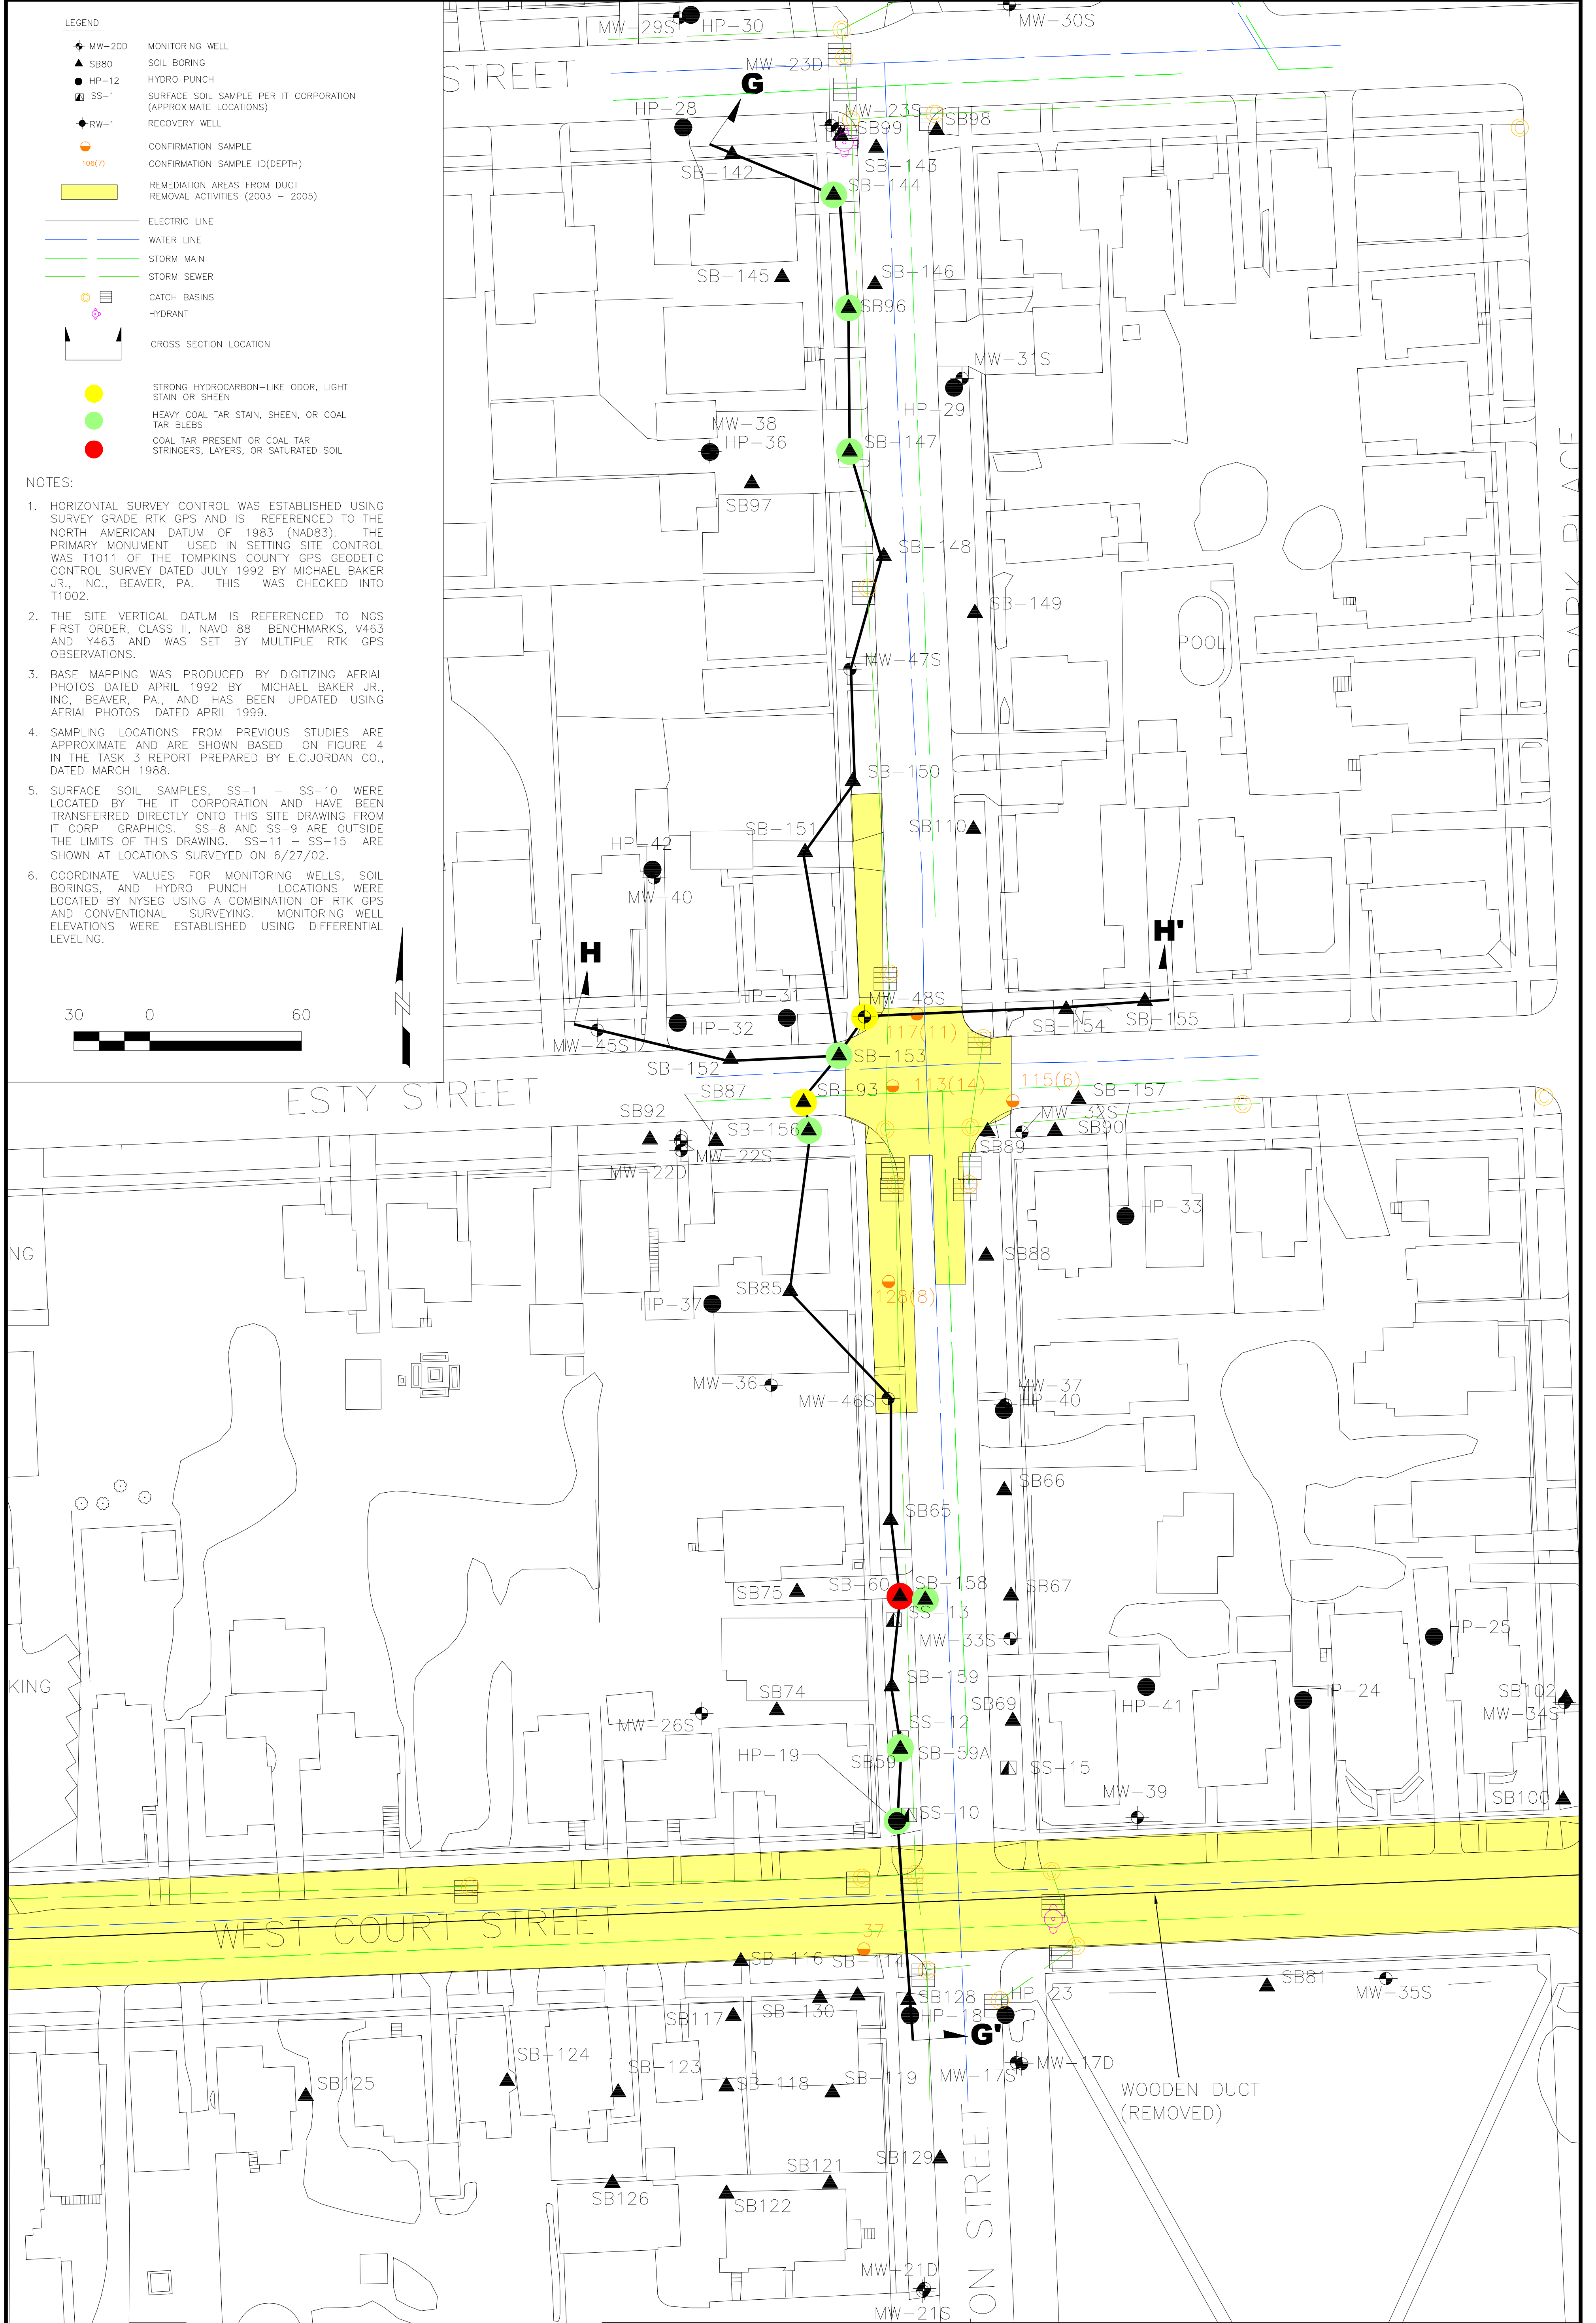 LEGEND
MW-20D MONITORING WELL
SB80 SOIL BORING
HP-12 HYDRO PUNCH
SS-1 SURFACE SOIL SAMPLE PER IT CORPORATION
(APPROXIMATE LOCATIONS)
RW-1 RECOVERY WELL
CONFIRMATION SAMPLE
106(7) CONFIRMATION SAMPLE ID(DEPTH)
REMEDIATION AREAS FROM DUCT
REMOVAL ACTIVITIES (2003 - 2005)
ELECTRIC LINE
WATER LINE
STORM MAIN
STORM SEWER
CATCH BASINS
HYDRANT
CROSS SECTION LOCATION
STRONG HYDROCARBON-LIKE ODOR, LIGHT
STAIN OR SHEEN
HEAVY COAL TAR STAIN, SHEEN, OR COAL
TAR BLEBS
COAL TAR PRESENT OR COAL TAR
STRINGERS, LAYERS, OR SATURATED SOIL
NOTES:
1. HORIZONTAL SURVEY CONTROL WAS ESTABLISHED USING
SURVEY GRADE RTK GPS AND IS REFERENCED TO THE
NORTH AMERICAN DATUM OF 1983 (NAD83). THE
PRIMARY MONUMENT USED IN SETTING SITE CONTROL
WAS T1011 OF THE TOMPKINS COUNTY GPS GEODETIC
CONTROL SURVEY DATED JULY 1992 BY MICHAEL BAKER
JR., INC., BEAVER, PA. THIS WAS CHECKED INTO
T1002.
2. THE SITE VERTICAL DATUM IS REFERENCED TO NGS
FIRST ORDER, CLASS II, NAVD 88 BENCHMARKS, V463
AND Y463 AND WAS SET BY MULTIPLE RTK GPS
OBSERVATIONS.
3. BASE MAPPING WAS PRODUCED BY DIGITIZING AERIAL
PHOTOS DATED APRIL 1992 BY MICHAEL BAKER JR.,
INC, BEAVER, PA., AND HAS BEEN UPDATED USING
AERIAL PHOTOS DATED APRIL 1999.
4. SAMPLING LOCATIONS FROM PREVIOUS STUDIES ARE
APPROXIMATE AND ARE SHOWN BASED ON FIGURE 4
IN THE TASK 3 REPORT PREPARED BY E.C.JORDAN CO.,
DATED MARCH 1988.
5. SURFACE SOIL SAMPLES, SS-1 - SS-10 WERE
LOCATED BY THE IT CORPORATION AND HAVE BEEN
TRANSFERRED DIRECTLY ONTO THIS SITE DRAWING FROM
IT CORP GRAPHICS. SS-8 AND SS-9 ARE OUTSIDE
THE LIMITS OF THIS DRAWING. SS-11 - SS-15 ARE
SHOWN AT LOCATIONS SURVEYED ON 6/27/02.
6. COORDINATE VALUES FOR MONITORING WELLS, SOIL
BORINGS, AND HYDRO PUNCH LOCATIONS WERE
LOCATED BY NYSEG USING A COMBINATION OF RTK GPS
AND CONVENTIONAL SURVEYING. MONITORING WELL
ELEVATIONS WERE ESTABLISHED USING DIFFERENTIAL
LEVELING.
30 0 60
N
MW-29S
HP-30
MW-30S
STREET
MW-23D
G
HP-28
MW-23S
SB99
SB98
SB-142
SB-143
SB-144
SB-145
SB-146
SB96
MW-31S
HP-29
MW-38
HP-36
SB-147
SB97
SB-148
SB-149
POOL
PARK PLACE
MW-47S
SB-150
SB-151
SB110
HP-42
MW-40
H
H'
HP-31
MW-48S
HP-32
MW-45S
117(11)
SB-154
SB-155
SB-152
SB-153
ESTY STREET
SB87
SB-93
113(14)
115(6)
SB-157
SB92
SB-156
MW-32S
SB90
SB89
MW-22S
MW-22D
HP-33
NG
SB88
SB85
HP-37
128(8)
MW-36
MW-46S
MW-37
HP-40
SB66
SB65
SB75
SB-60
SB-158
SB67
SS-13
MW-33S
HP-25
KING
SB-159
HP-41
HP-24
SB102
MW-34S
SB74
MW-26S
SB69
SS-12
HP-19
SB59
SB-59A
SS-15
MW-39
SB100
SS-10
WEST COURT STREET
37
SB-116
SB-114
SB81
MW-35S
SB117
SB-130
SB128
HP-18
HP-23
G'
MW-17S
MW-17D
SB-124
SB-123
SB125
SB-118
SB-119
WOODEN DUCT
(REMOVED)
SB129
SB121
SB126
SB122
MW-21D
MW-21S
TON STREET